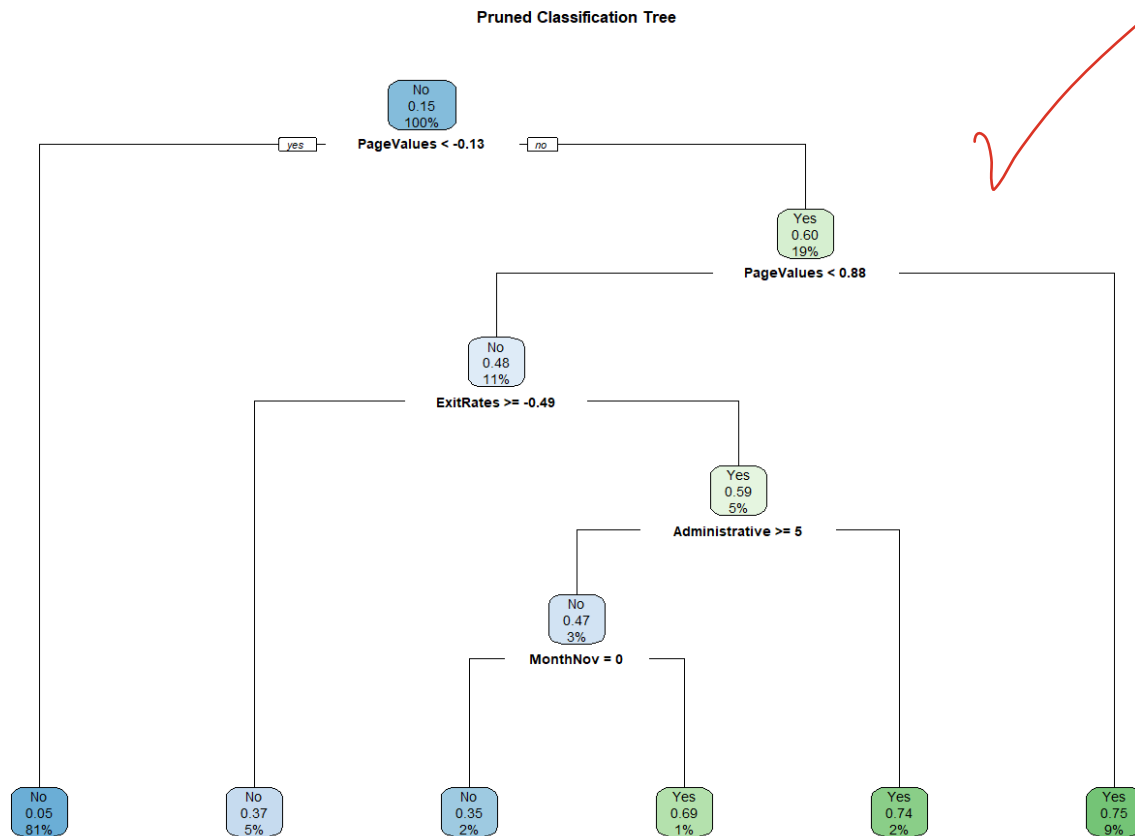 Pruned Classification Tree
No
0.15
100%
yes
PageValues < -0.13
no
Yes
0.60
19%
PageValues < 0.88
No
0.48
11%
ExitRates >= -0.49
Yes
0.59
5%
Administrative >= 5
No
0.47
3%
MonthNov = 0
No
0.05
81%
No
0.37
5%
No
0.35
2%
Yes
0.69
1%
Yes
0.74
2%
Yes
0.75
9%